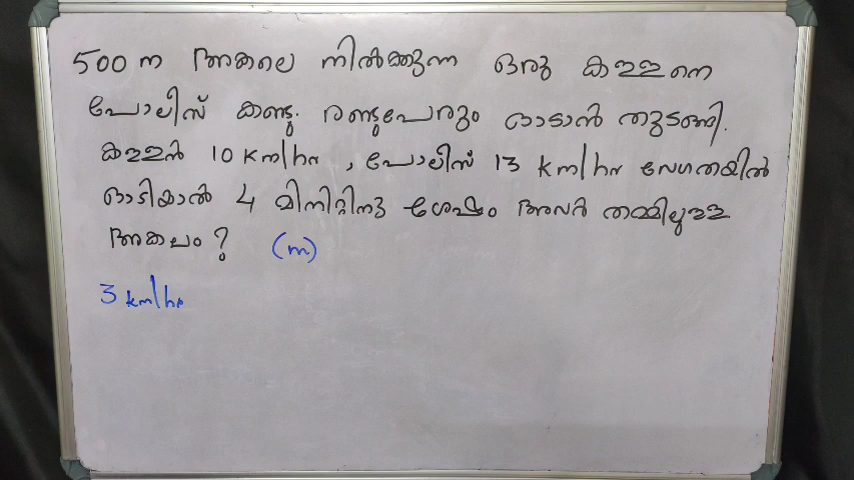 500 m അകലെ നിൽക്കുന്ന ഒരു കള്ളനെ
പോലീസ് കണ്ടു. രണ്ടുപേരും ഓടാൻ തുടങ്ങി.
കള്ളൻ 10 km/hr , പോലീസ് 13 km/hr വേഗതയിൽ
ഓടിയാൽ 4 മിനിറ്റിനു ശേഷം അവർ തമ്മിലുള്ള
അകലം ? (m)
3 km/hr